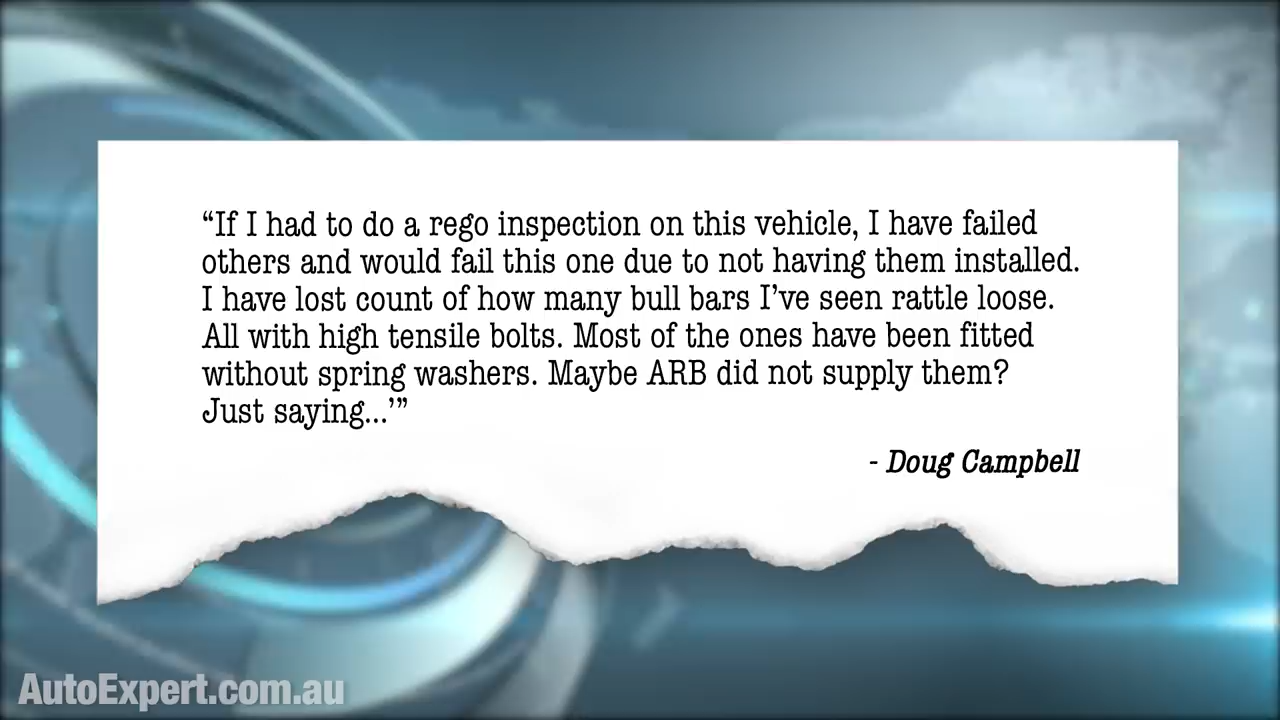 “If I had to do a rego inspection on this vehicle, I have failed
others and would fail this one due to not having them installed.
I have lost count of how many bull bars I’ve seen rattle loose.
All with high tensile bolts. Most of the ones have been fitted
without spring washers. Maybe ARB did not supply them?
Just saying...’”
- Doug Campbell
AutoExpert.com.au